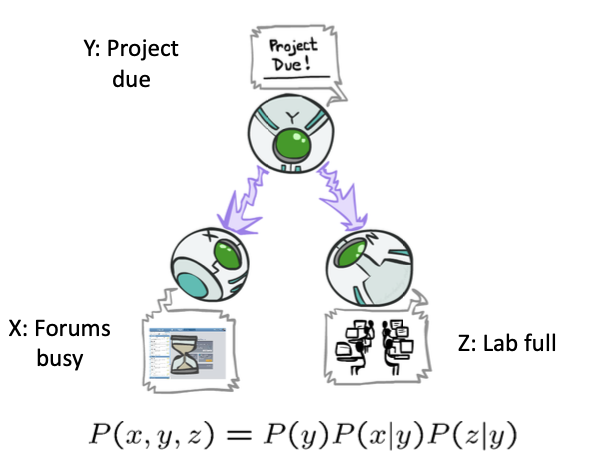 Y: Project
due
Project
Due!
Y
X
Z
X: Forums
busy
Z: Lab full
P(x, y, z) = P(y)P(x|y)P(z|y)